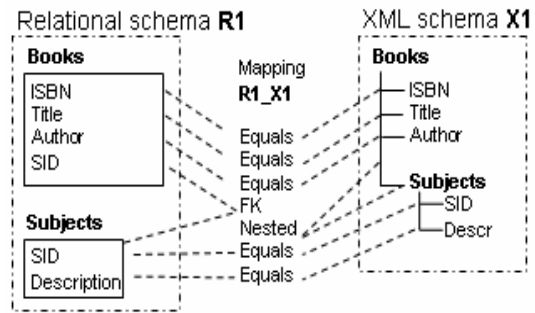 Relational schema R1
Books
ISBN
Title
Author
SID
Subjects
SID
Description
Mapping
R1_X1
Equals
Equals
Equals
FK
Nested
Equals
Equals
XML schema X1
Books
ISBN
Title
Author
Subjects
SID
Descr